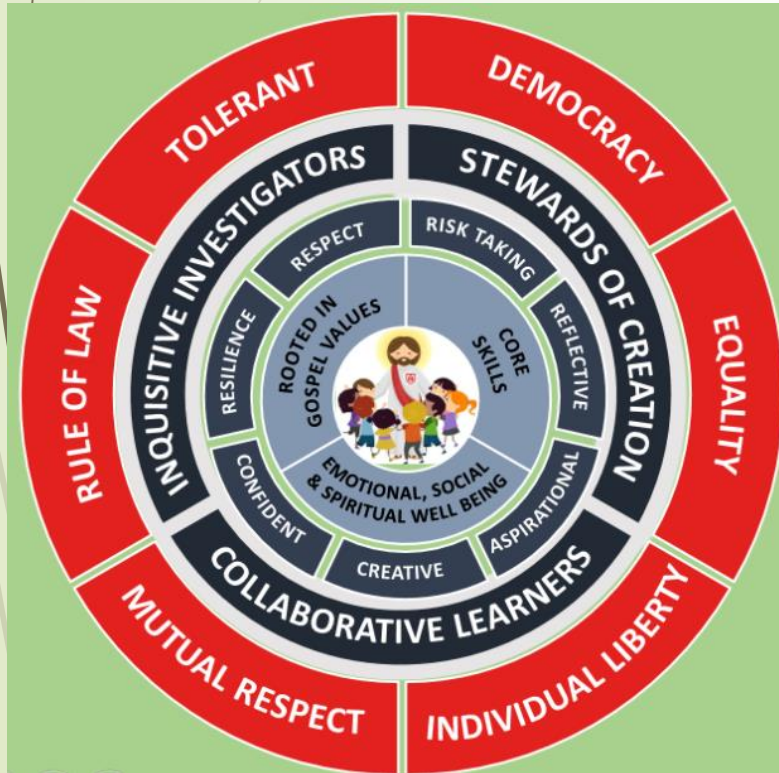 TOLERANT
DEMOCRACY
EQUALITY
INDIVIDUAL LIBERTY
MUTUAL RESPECT
RULE OF LAW
INQUISITIVE INVESTIGATORS
STEWARDS OF CREATION
COLLABORATIVE LEARNERS
RESPECT
RISK TAKING
REFLECTIVE
ASPIRATIONAL
CREATIVE
CONFIDENT
RESILIENCE
ROOTED IN
GOSPEL VALUES
CORE
SKILLS
EMOTIONAL, SOCIAL
& SPIRITUAL WELL BEING